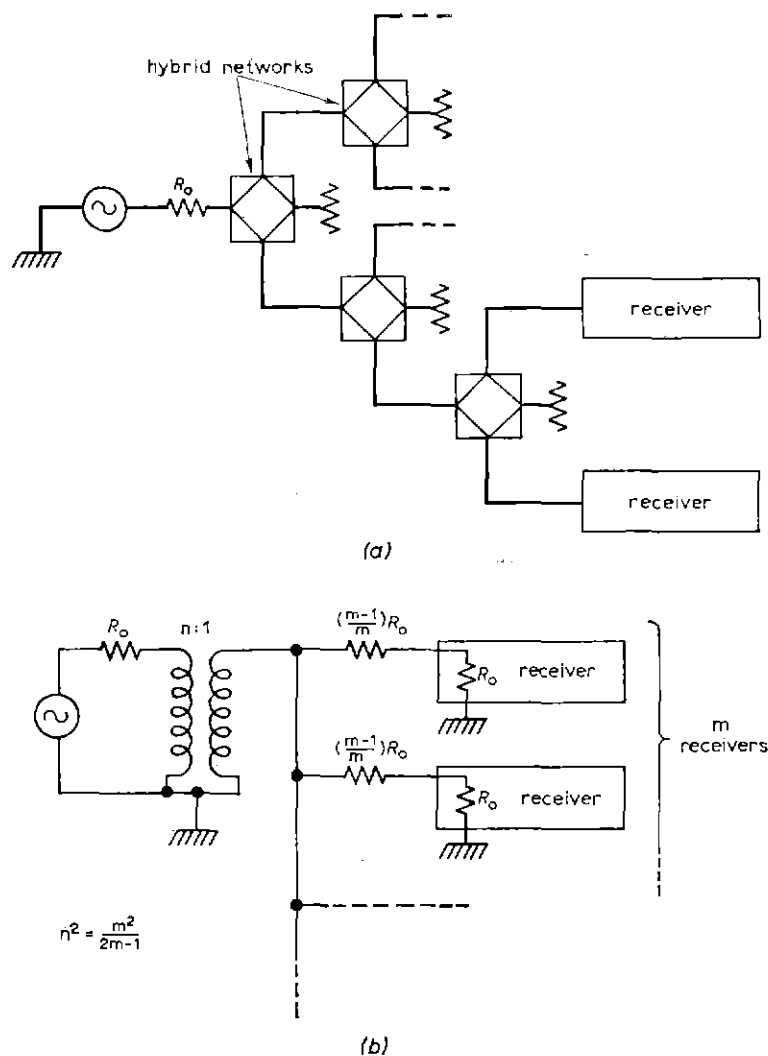 hybrid networks
R₀
receiver
receiver
(a)
R₀
n:1
(m-1/m)R₀
R₀
receiver
m
receivers
(m-1/m)R₀
R₀
receiver
n² = m²/2m-1
(b)